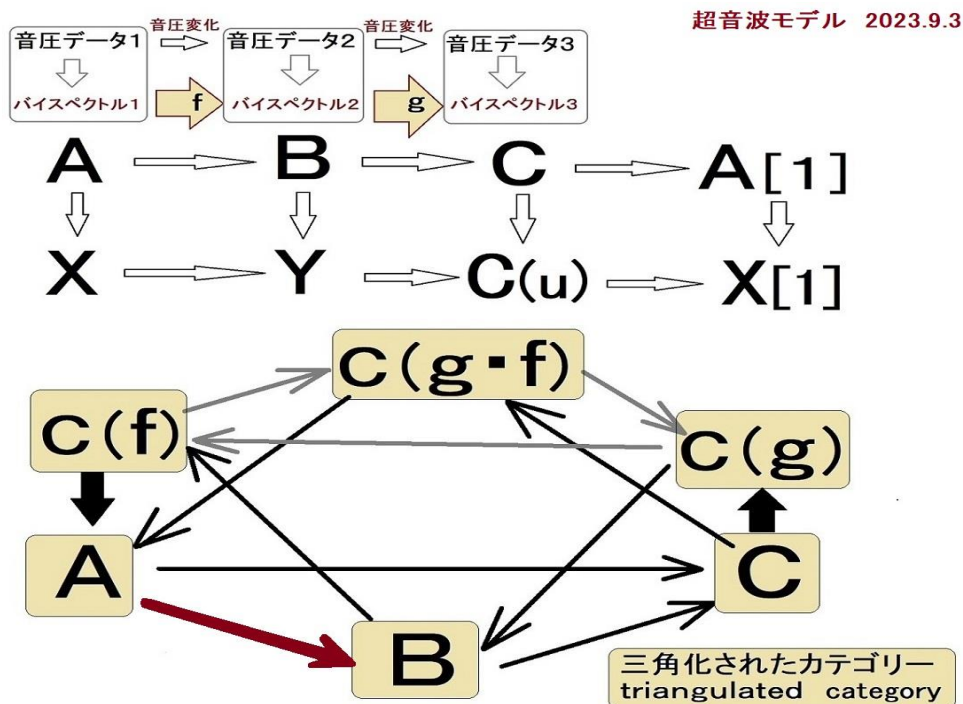 超音波モデル 2023.9.3
音圧データ1 音圧変化 音圧データ2 音圧変化 音圧データ3
バイスペクトル1 f バイスペクトル2 g バイスペクトル3
A B C A[1]
X Y C(u) X[1]
C(g・f)
C(f) C(g)
A C
B
三角化されたカテゴリー
triangulated category